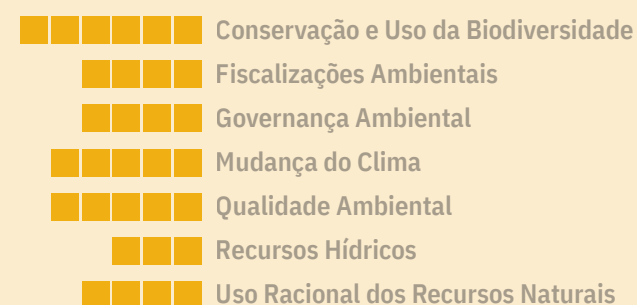 Conservação e Uso da Biodiversidade
Fiscalizações Ambientais
Governança Ambiental
Mudança do Clima
Qualidade Ambiental
Recursos Hídricos
Uso Racional dos Recursos Naturais